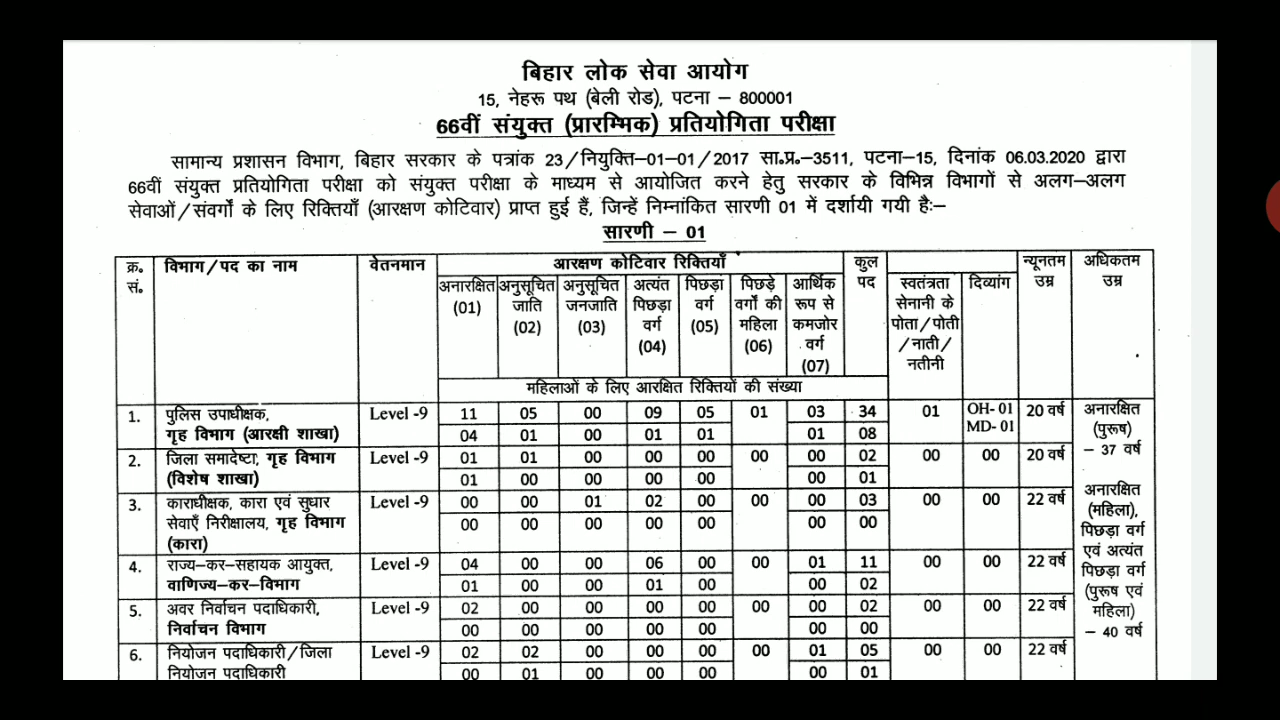 बिहार लोक सेवा आयोग
15, नेहरू पथ (बेली रोड), पटना – 800001
66वीं संयुक्त (प्रारम्भिक) प्रतियोगिता परीक्षा
सामान्य प्रशासन विभाग, बिहार सरकार के पत्रांक 23/नियुक्ति–01–01/2017 सा०प्र०–3511, पटना–15, दिनांक 06.03.2020 द्वारा
66वीं संयुक्त प्रतियोगिता परीक्षा को संयुक्त परीक्षा के माध्यम से आयोजित करने हेतु सरकार के विभिन्न विभागों से अलग–अलग
सेवाओं/संवर्गों के लिए रिक्तियाँ (आरक्षण कोटिवार) प्राप्त हुई हैं, जिन्हें निम्नांकित सारणी 01 में दर्शायी गयी हैः–
सारणी – 01
क्र० सं० विभाग/पद का नाम वेतनमान आरक्षण कोटिवार रिक्तियाँ कुल पद न्यूनतम उम्र अधिकतम उम्र
अनारक्षित (01) अनुसूचित जाति (02) अनुसूचित जनजाति (03) अत्यंत पिछड़ा वर्ग (04) पिछड़ा वर्ग (05) पिछड़े वर्गों की महिला (06) आर्थिक रूप से कमजोर वर्ग (07) स्वतंत्रता सेनानी के पोता/पोती/नाती/नतीनी दिव्यांग
महिलाओं के लिए आरक्षित रिक्तियों की संख्या
1. पुलिस उपाधीक्षक, Level -9 11 05 00 09 05 01 03 34 01 OH- 01 MD- 01 20 वर्ष
गृह विभाग (आरक्षी शाखा) 04 01 00 01 01 01 08
2. जिला समादेष्टा, गृह विभाग Level -9 01 01 00 00 00 00 00 02 00 00 20 वर्ष
(विशेष शाखा) 01 00 00 00 00 00 01
3. काराधीक्षक, कारा एवं सुधार Level -9 00 00 01 02 00 00 00 03 00 00 22 वर्ष
सेवाएँ निरीक्षालय, गृह विभाग 00 00 00 00 00 00 00
(कारा)
4. राज्य–कर–सहायक आयुक्त, Level -9 04 00 00 06 00 00 01 11 00 00 22 वर्ष
वाणिज्य–कर–विभाग 01 00 00 01 00 00 02
5. अवर निर्वाचन पदाधिकारी, Level -9 02 00 00 00 00 00 00 02 00 00 22 वर्ष
निर्वाचन विभाग 00 00 00 00 00 00 00
6. नियोजन पदाधिकारी/जिला Level -9 02 02 00 00 00 00 01 05 00 00 22 वर्ष
नियोजन पदाधिकारी 00 01 00 00 00 00 01
अनारक्षित
(पुरूष)
– 37 वर्ष
अनारक्षित
(महिला),
पिछड़ा वर्ग
एवं अत्यंत
पिछड़ा वर्ग
(पुरूष एवं
महिला)
– 40 वर्ष